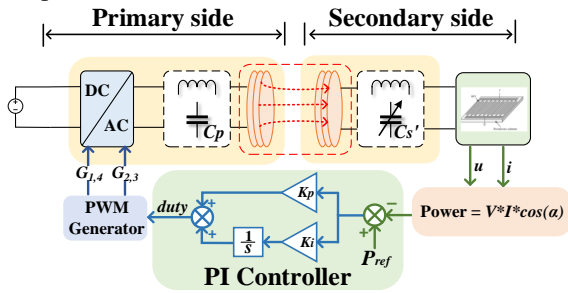 Primary side
Secondary side
DC
AC
Cp
Cs'
G1,4
G2,3
u
i
PWM
Generator
duty
Kp
Ki
1
s
+
+
−
+
Pref
Power = V*I*cos(α)
PI Controller